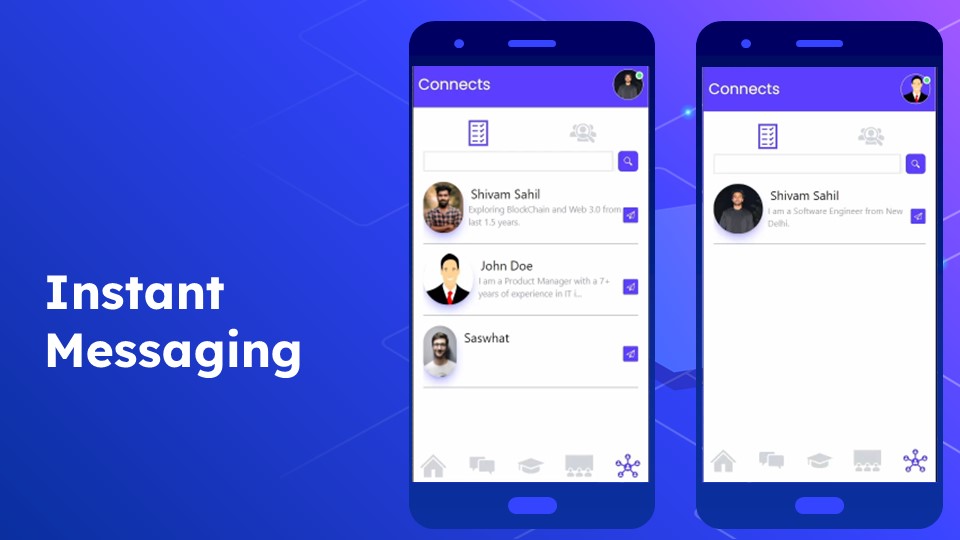 Instant
Messaging
Connects
Shivam Sahil
Exploring BlockChain and Web 3.0 from
last 1.5 years.
John Doe
I am a Product Manager with a 7+
years of experience in IT i...
Saswhat
Connects
Shivam Sahil
I am a Software Engineer from New
Delhi.